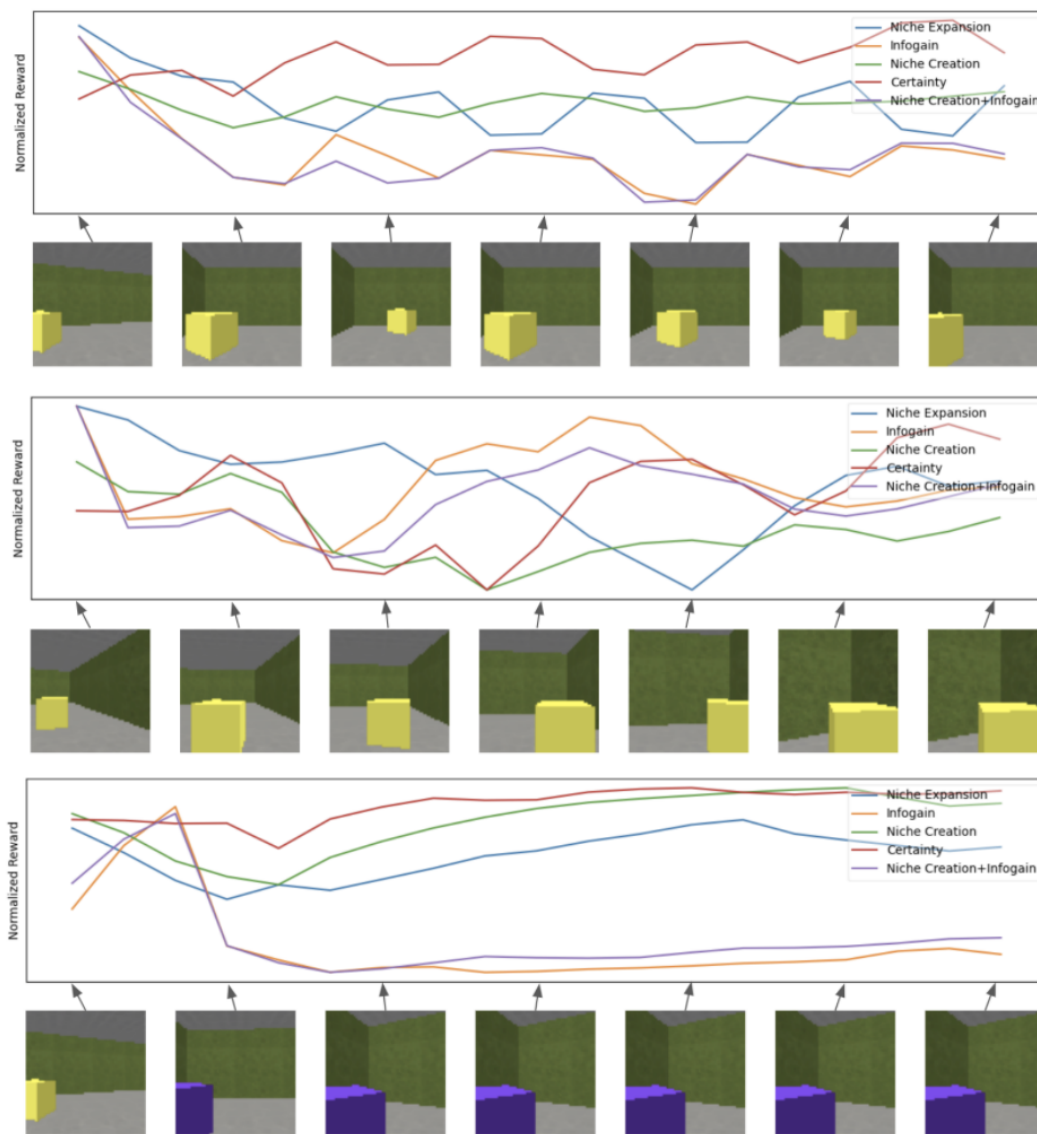 Normalized Reward
Niche Expansion
Infogain
Niche Creation
Certainty
Niche Creation+Infogain
Normalized Reward
Niche Expansion
Infogain
Niche Creation
Certainty
Niche Creation+Infogain
Normalized Reward
Niche Expansion
Infogain
Niche Creation
Certainty
Niche Creation+Infogain